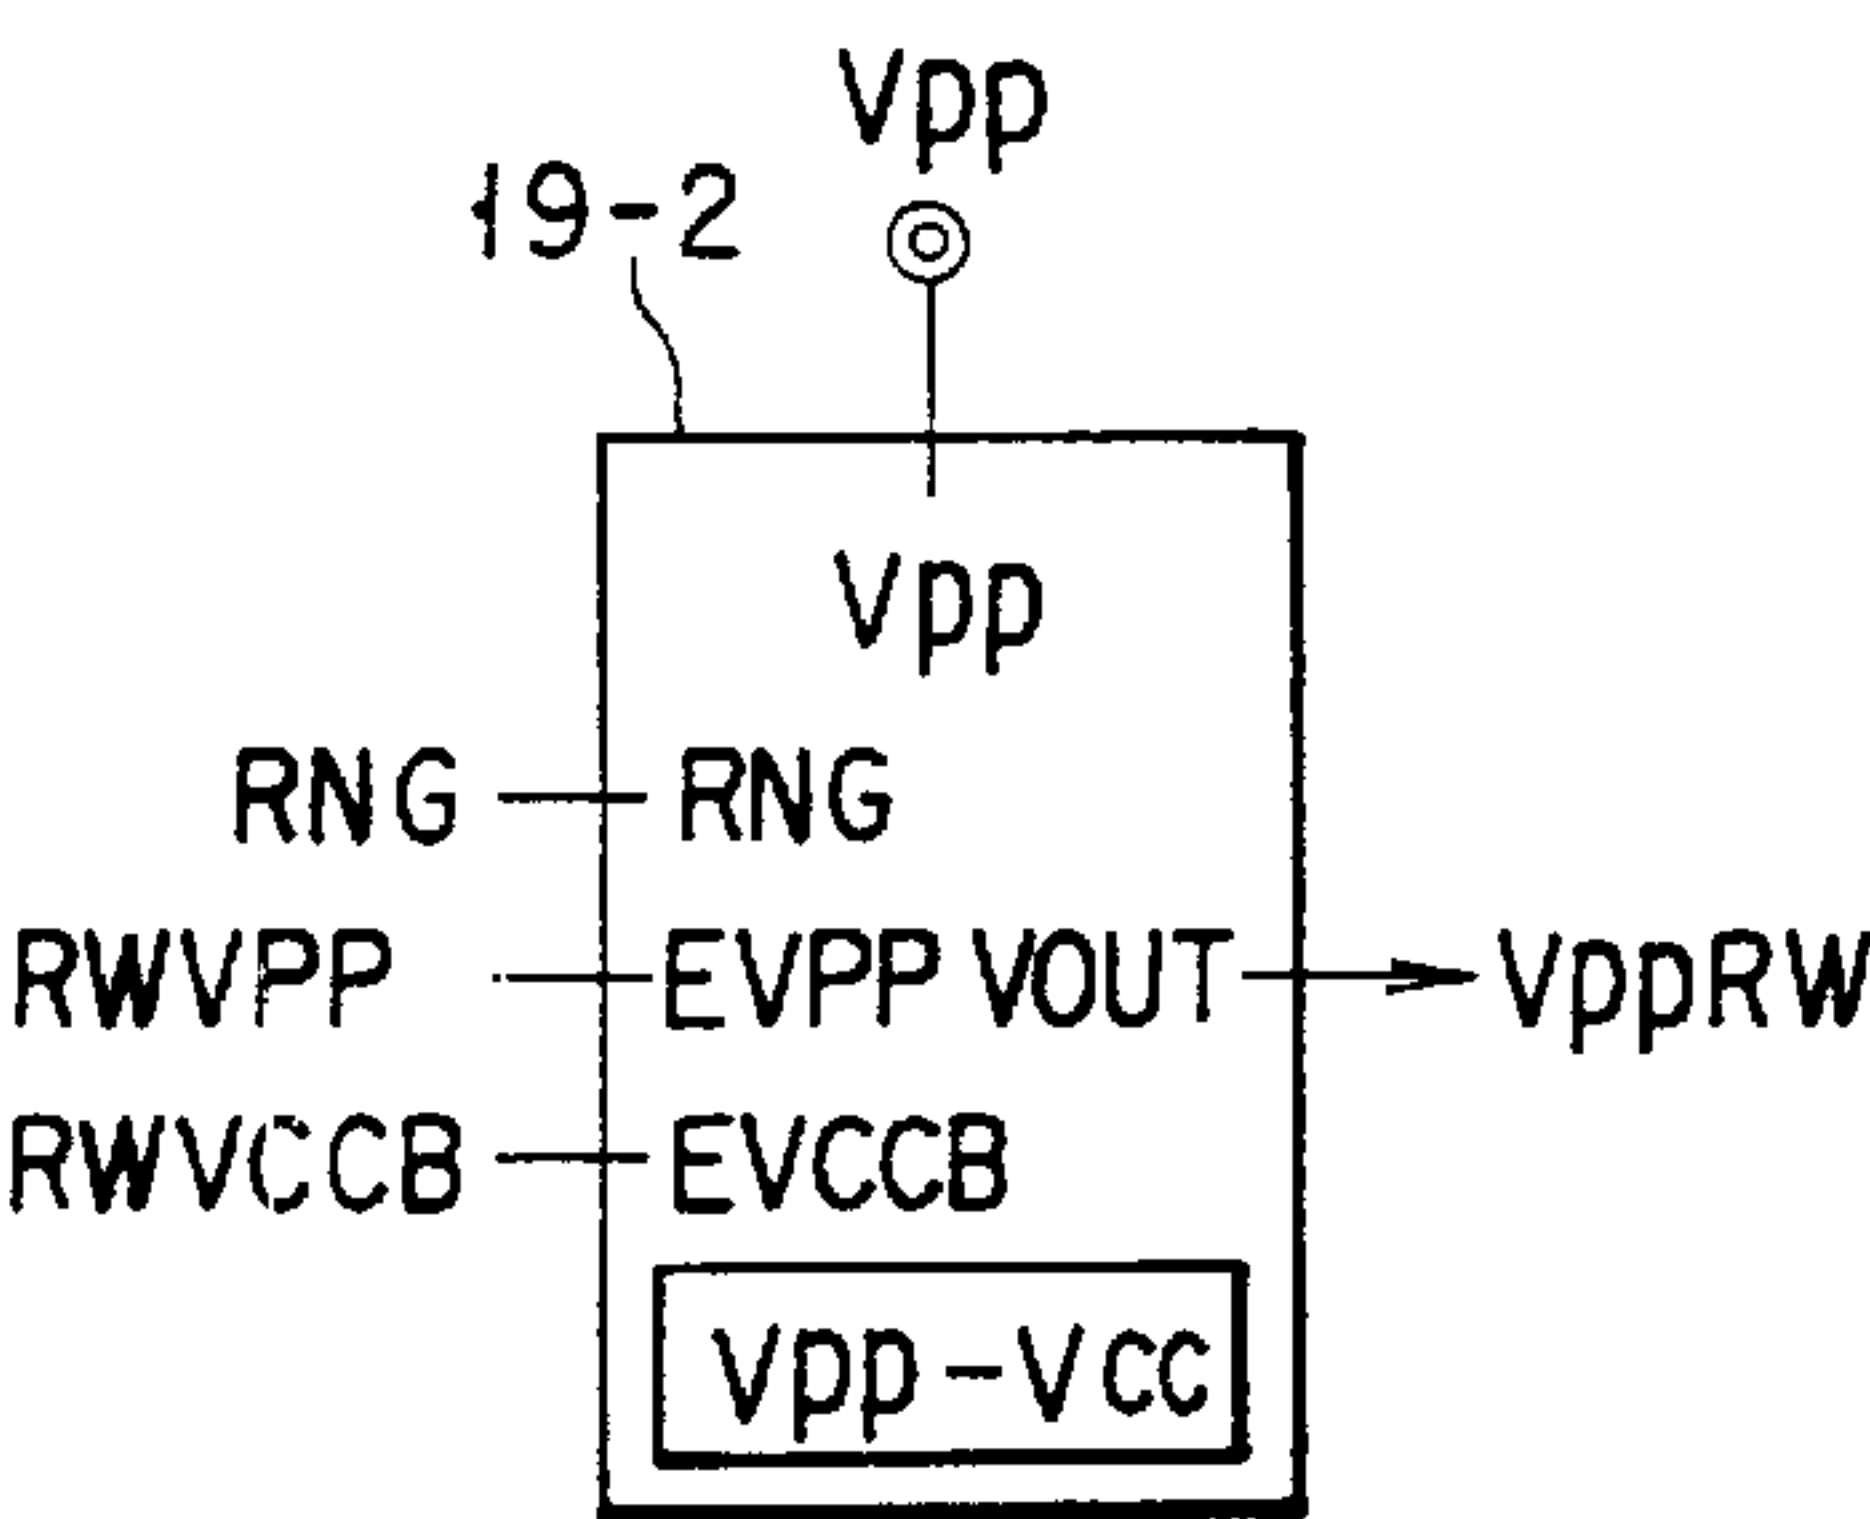 Vpp
19-2
Vpp
RNG RNG
RWVPP EVPP VOUT VppRW
RWVCCB EVCCB
Vpp-Vcc